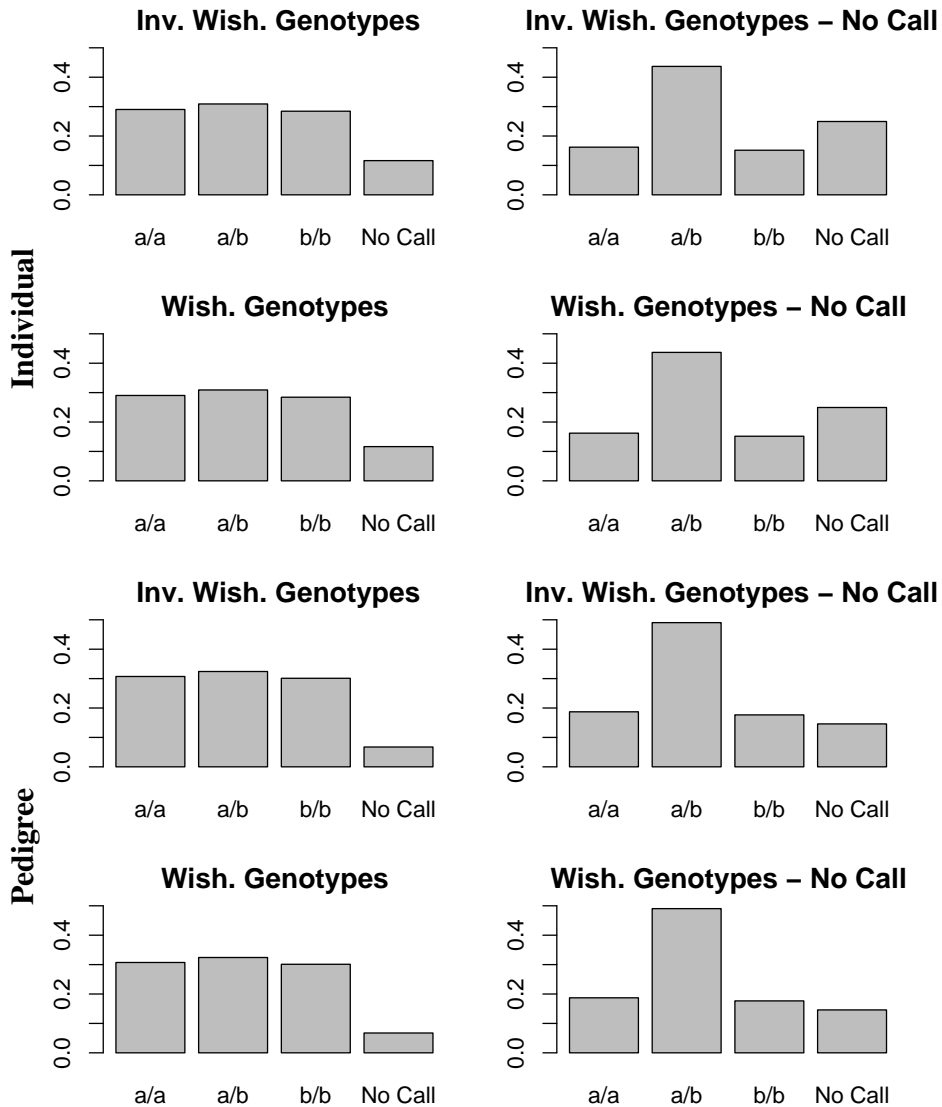 Individual
Inv. Wish. Genotypes
0.0 0.2 0.4
a/a a/b b/b No Call
Inv. Wish. Genotypes – No Call
0.0 0.2 0.4
a/a a/b b/b No Call
Wish. Genotypes
0.0 0.2 0.4
a/a a/b b/b No Call
Wish. Genotypes – No Call
0.0 0.2 0.4
a/a a/b b/b No Call
Pedigree
Inv. Wish. Genotypes
0.0 0.2 0.4
a/a a/b b/b No Call
Inv. Wish. Genotypes – No Call
0.0 0.2 0.4
a/a a/b b/b No Call
Wish. Genotypes
0.0 0.2 0.4
a/a a/b b/b No Call
Wish. Genotypes – No Call
0.0 0.2 0.4
a/a a/b b/b No Call